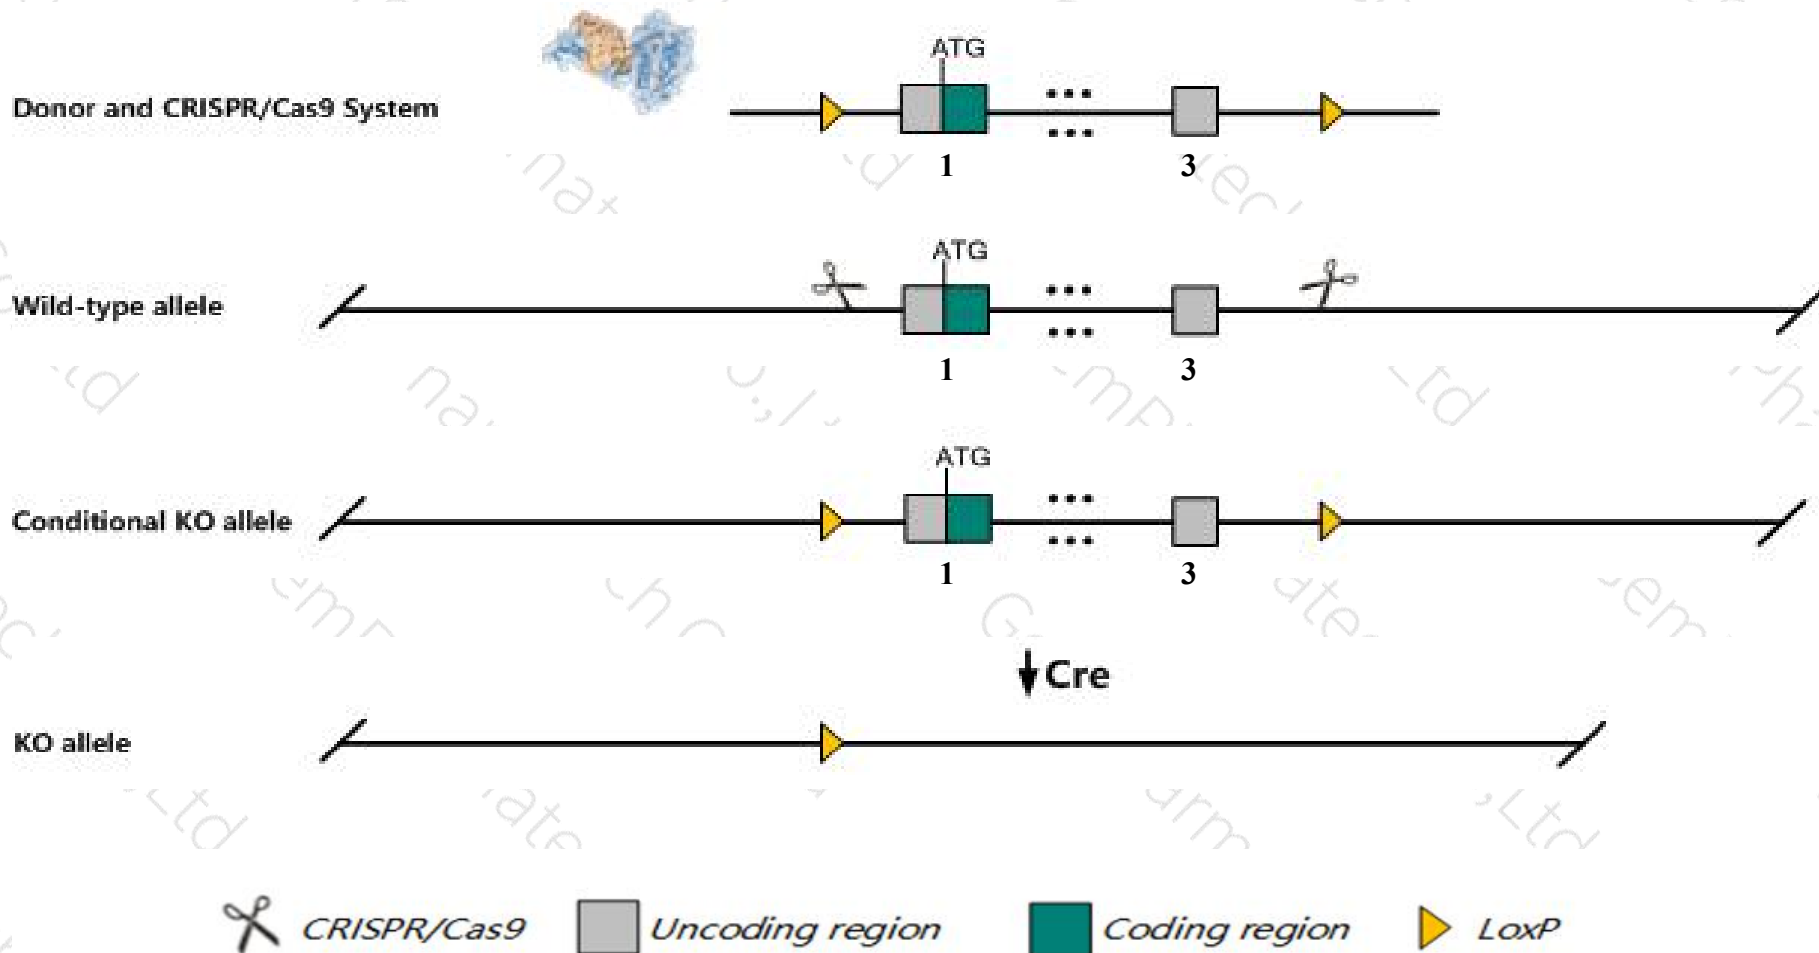 ATG
Donor and CRISPR/Cas9 System
1 3
ATG
Wild-type allele
1 3
ATG
Conditional KO allele
1 3
Cre
KO allele
CRISPR/Cas9 Uncoding region Coding region LoxP